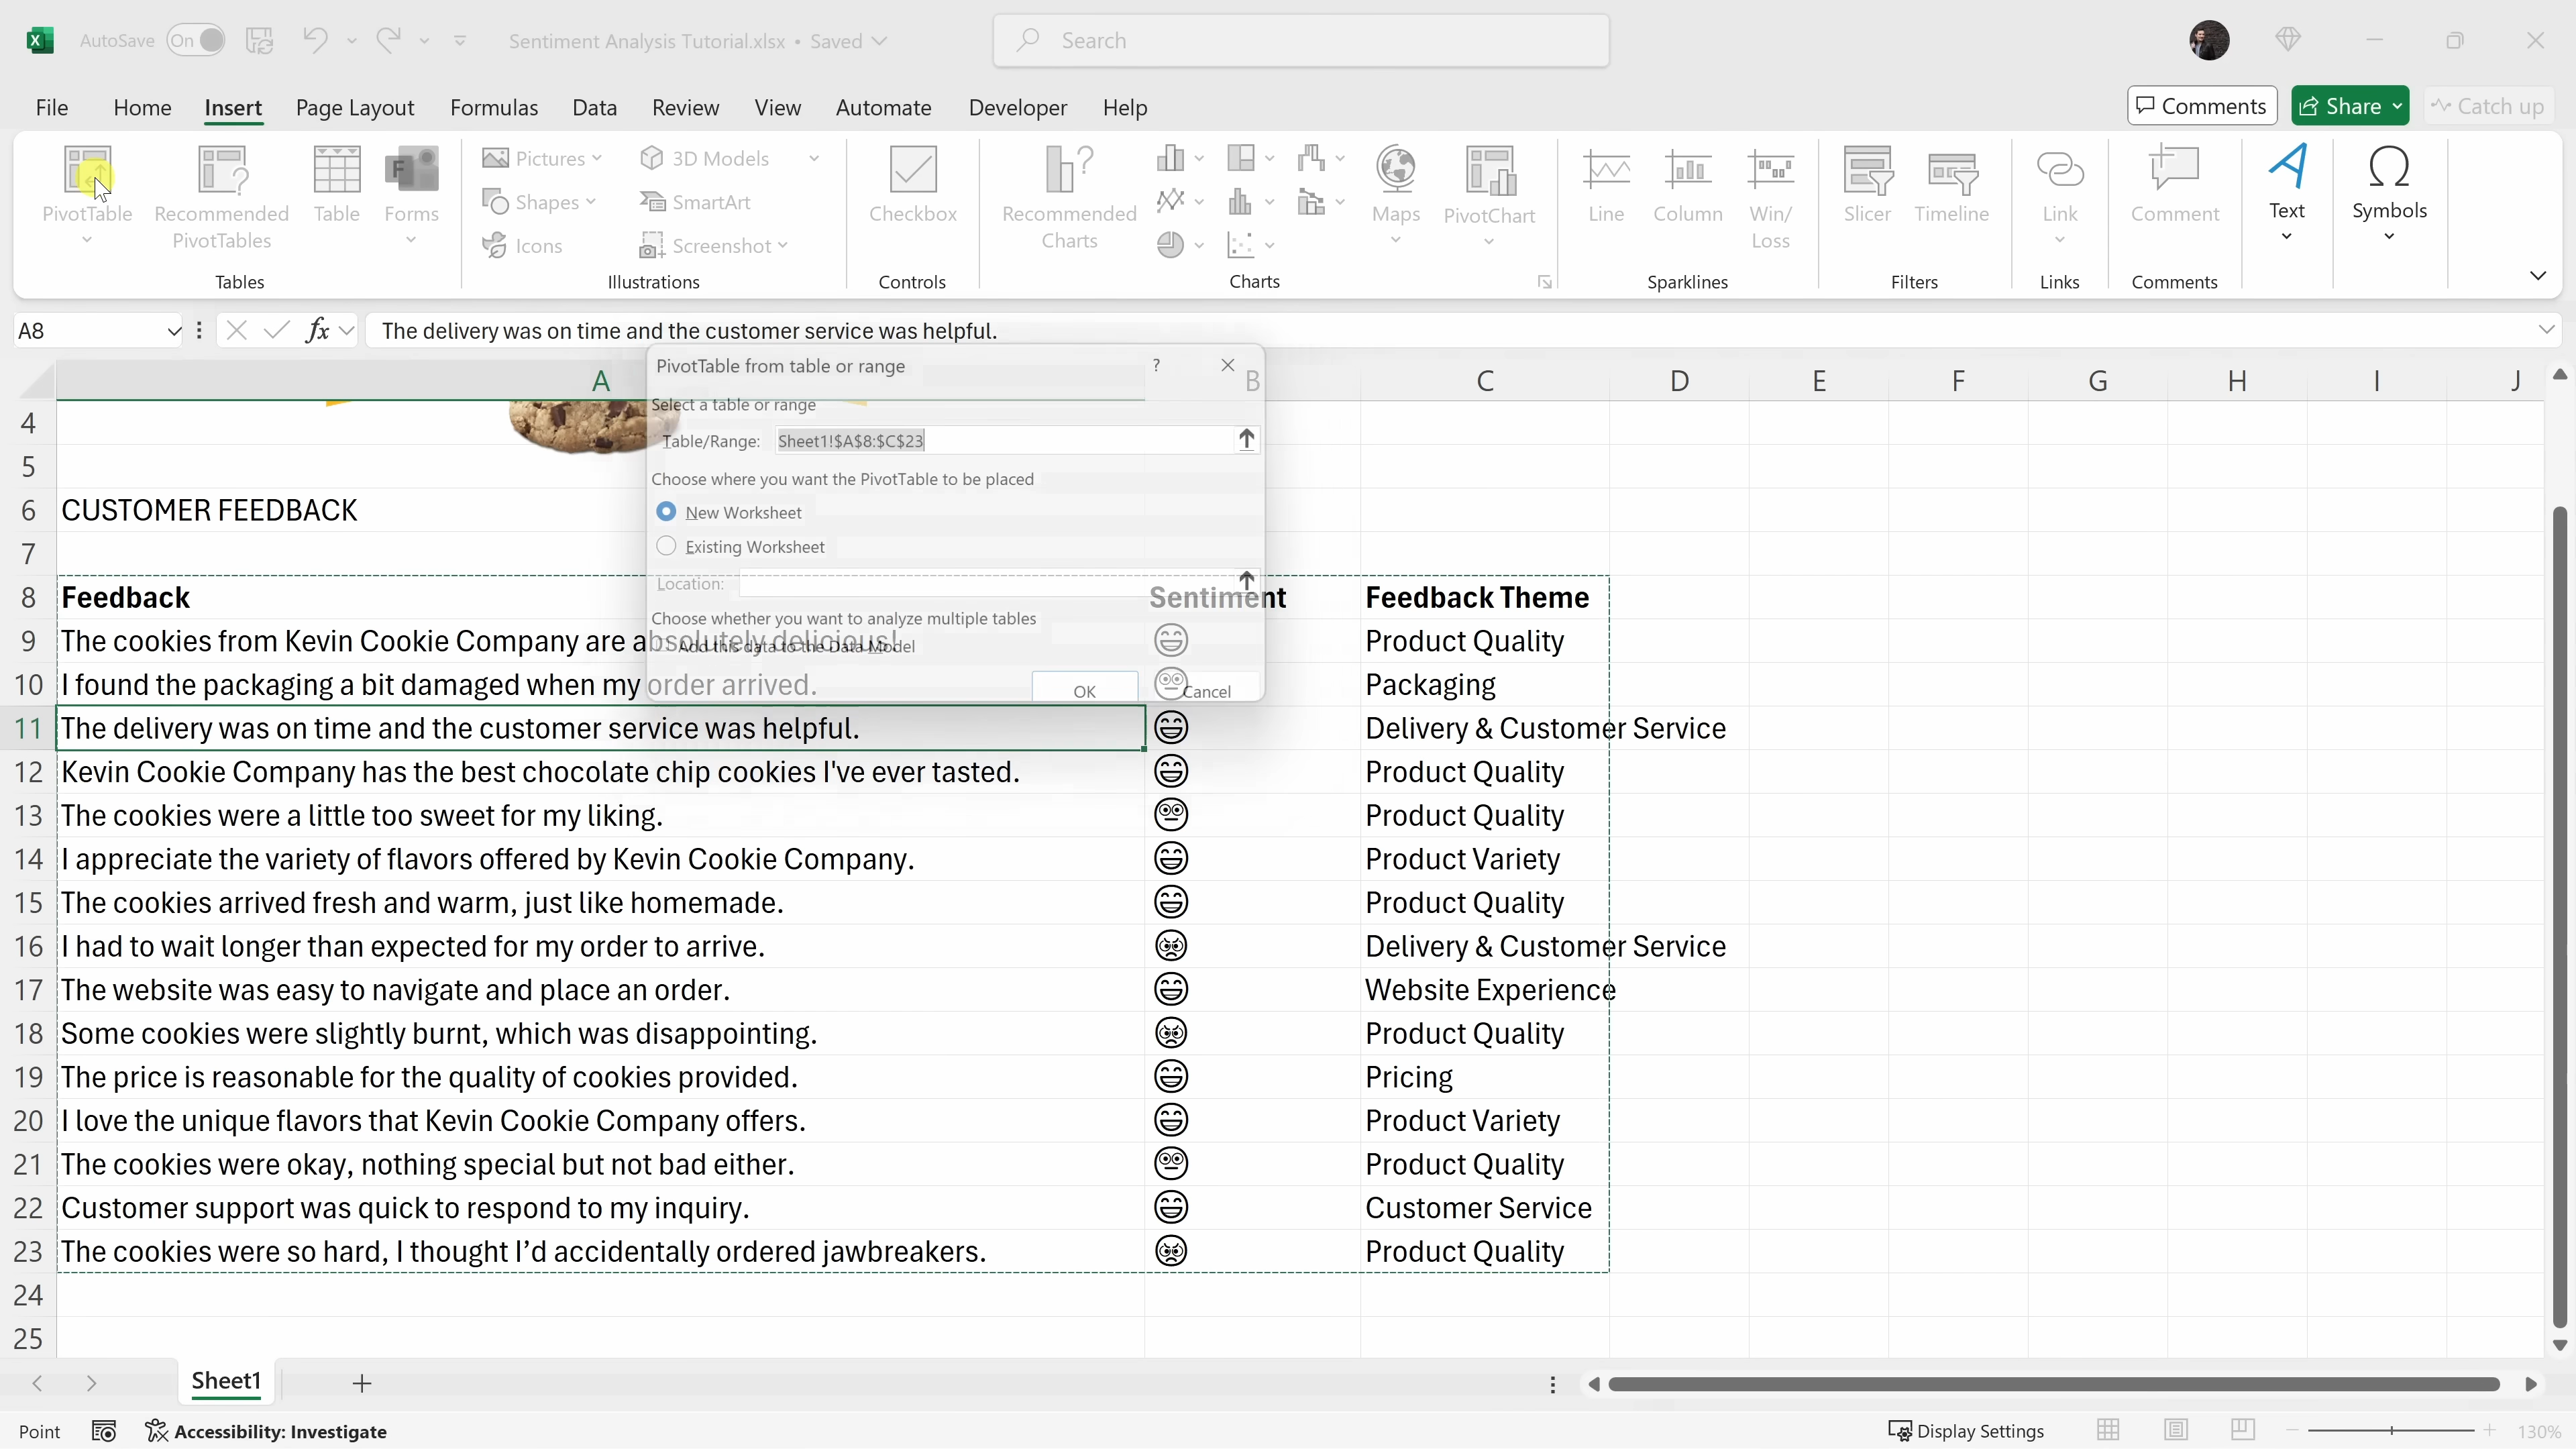 AutoSave On Sentiment Analysis Tutorial.xlsx • Saved Search
File Home Insert Page Layout Formulas Data Review View Automate Developer Help Comments Share Catch up
PivotTable
Recommended PivotTables
Table
Forms
Tables
Pictures
Shapes
Icons
3D Models
SmartArt
Screenshot
Illustrations
Checkbox
Controls
Recommended Charts
Maps
PivotChart
Charts
Line
Column
Win/ Loss
Sparklines
Slicer
Timeline
Filters
Link
Links
Comment
Comments
Text
Symbols
A8 fx The delivery was on time and the customer service was helpful.
PivotTable from table or range ?
Select a table or range
Table/Range: Sheet1!$A$8:$C$23
Choose where you want the PivotTable to be placed
New Worksheet
Existing Worksheet
Location:
Choose whether you want to analyze multiple tables
Add this data to the Data Model
OK Cancel
A B C D E F G H I J
4
5
6 CUSTOMER FEEDBACK
7
8 Feedback Sentiment Feedback Theme
9 The cookies from Kevin Cookie Company are absolutely delicious! 😄 Product Quality
10 I found the packaging a bit damaged when my order arrived. 😐 Packaging
11 The delivery was on time and the customer service was helpful. 😄 Delivery & Customer Service
12 Kevin Cookie Company has the best chocolate chip cookies I've ever tasted. 😄 Product Quality
13 The cookies were a little too sweet for my liking. 😐 Product Quality
14 I appreciate the variety of flavors offered by Kevin Cookie Company. 😄 Product Variety
15 The cookies arrived fresh and warm, just like homemade. 😄 Product Quality
16 I had to wait longer than expected for my order to arrive. 😠 Delivery & Customer Service
17 The website was easy to navigate and place an order. 😄 Website Experience
18 Some cookies were slightly burnt, which was disappointing. 😠 Product Quality
19 The price is reasonable for the quality of cookies provided. 😄 Pricing
20 I love the unique flavors that Kevin Cookie Company offers. 😄 Product Variety
21 The cookies were okay, nothing special but not bad either. 😐 Product Quality
22 Customer support was quick to respond to my inquiry. 😄 Customer Service
23 The cookies were so hard, I thought I’d accidentally ordered jawbreakers. 😠 Product Quality
24
25
Sheet1
Point Accessibility: Investigate Display Settings 130%